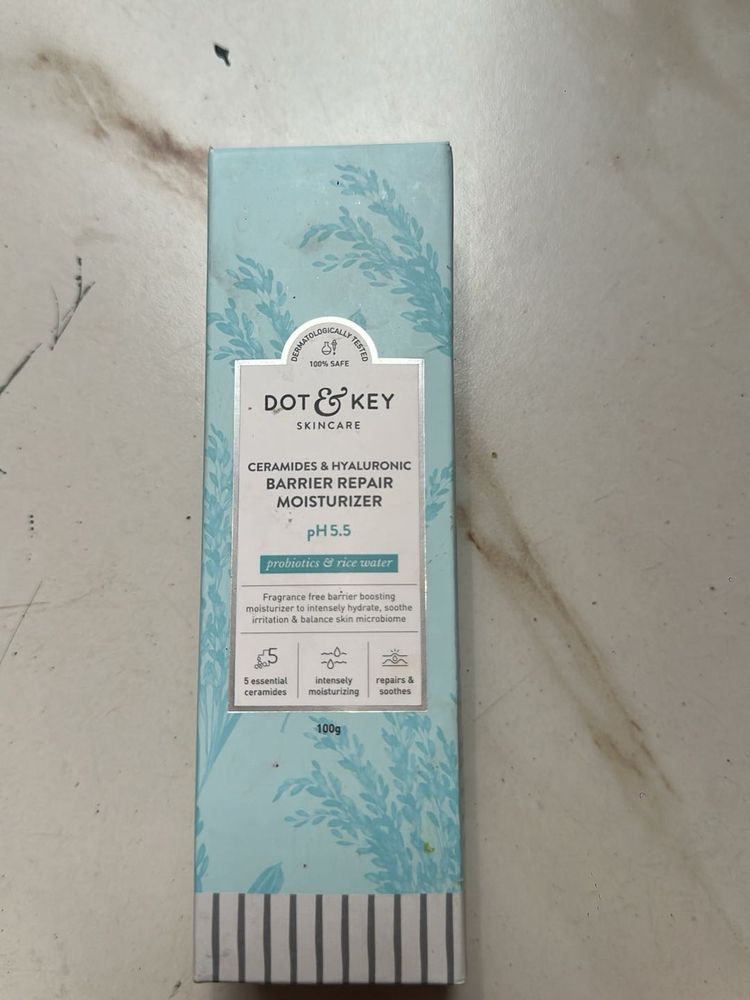 DERMATOLOGICALLY TESTED
100% SAFE
DOT & KEY
SKINCARE
CERAMIDES & HYALURONIC
BARRIER REPAIR
MOISTURIZER
pH 5.5
probiotics & rice water
Fragrance free barrier boosting
moisturizer to intensely hydrate, soothe
irritation & balance skin microbiome
5
5 essential
ceramides
intensely
moisturizing
repairs &
soothes
100g